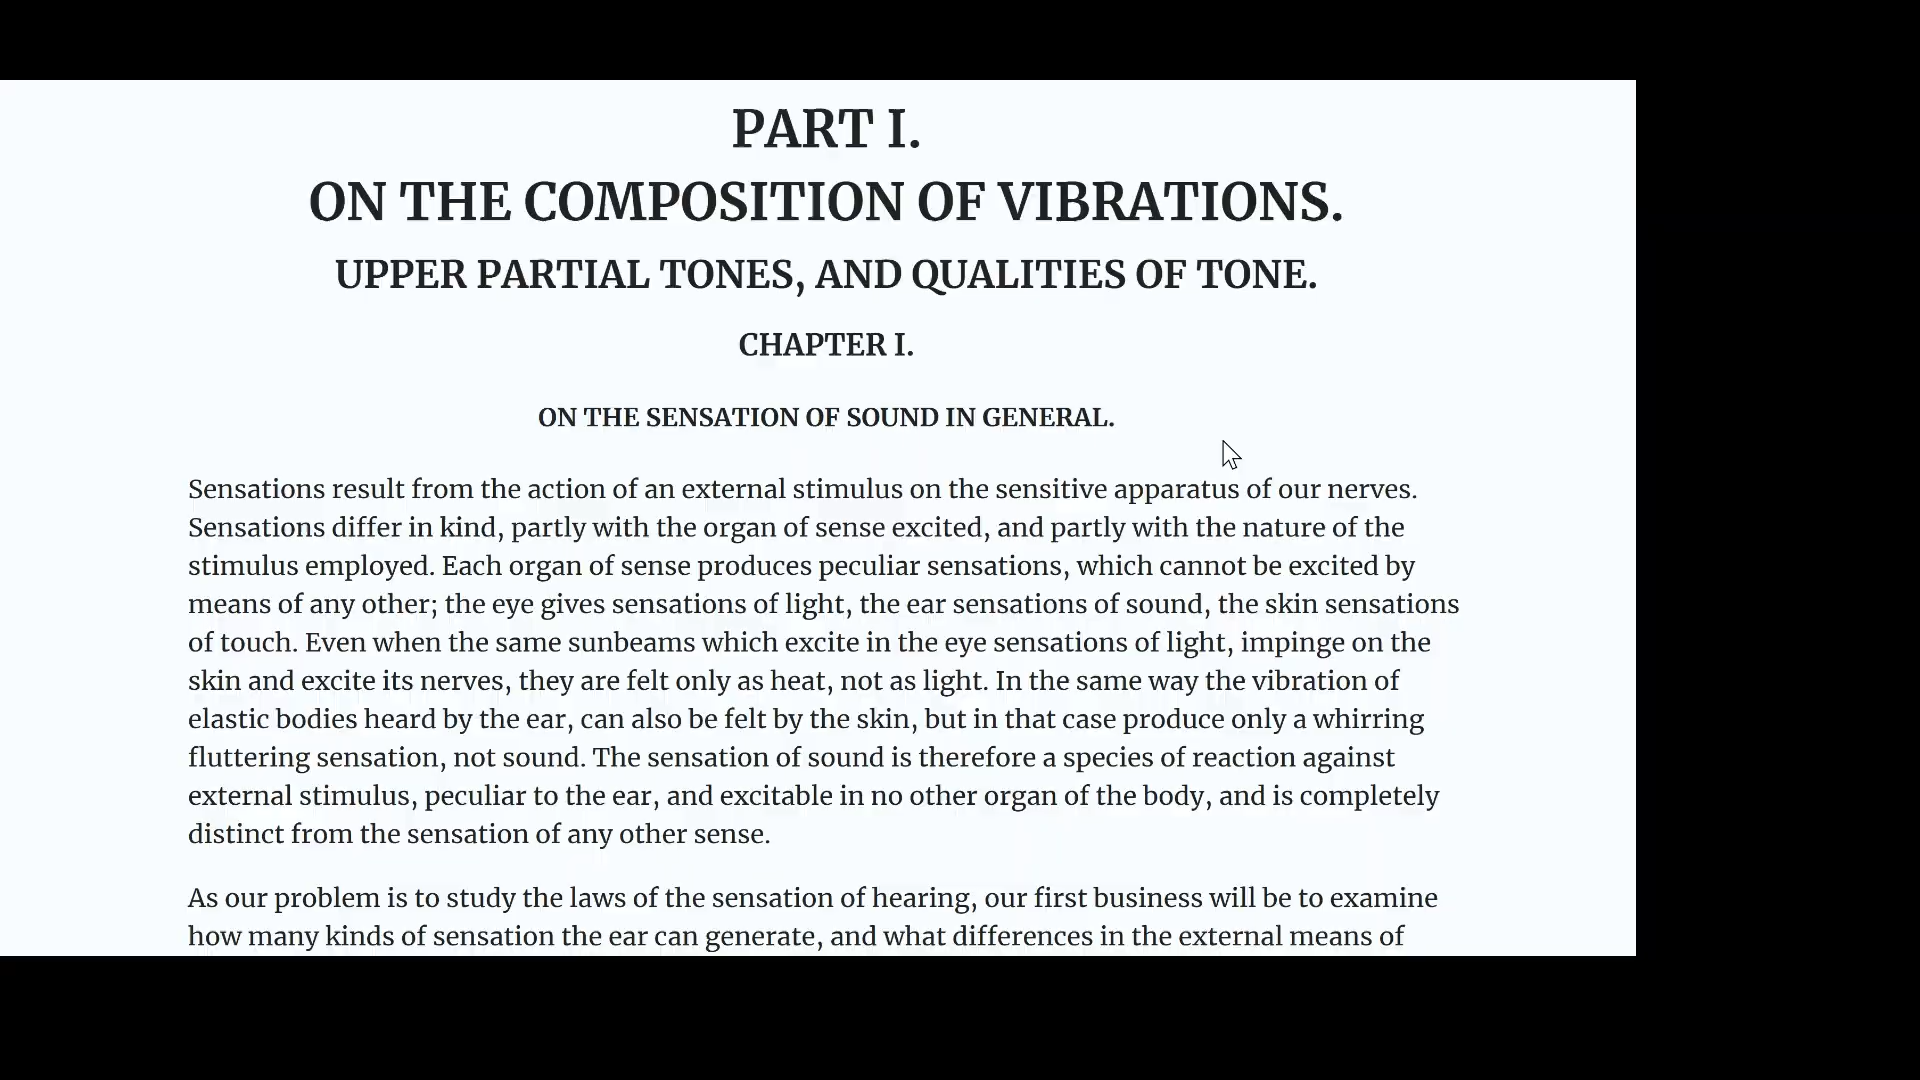 PART I.
ON THE COMPOSITION OF VIBRATIONS.
UPPER PARTIAL TONES, AND QUALITIES OF TONE.
CHAPTER I.
ON THE SENSATION OF SOUND IN GENERAL.
Sensations result from the action of an external stimulus on the sensitive apparatus of our nerves.
Sensations differ in kind, partly with the organ of sense excited, and partly with the nature of the
stimulus employed. Each organ of sense produces peculiar sensations, which cannot be excited by
means of any other; the eye gives sensations of light, the ear sensations of sound, the skin sensations
of touch. Even when the same sunbeams which excite in the eye sensations of light, impinge on the
skin and excite its nerves, they are felt only as heat, not as light. In the same way the vibration of
elastic bodies heard by the ear, can also be felt by the skin, but in that case produce only a whirring
fluttering sensation, not sound. The sensation of sound is therefore a species of reaction against
external stimulus, peculiar to the ear, and excitable in no other organ of the body, and is completely
distinct from the sensation of any other sense.
As our problem is to study the laws of the sensation of hearing, our first business will be to examine
how many kinds of sensation the ear can generate, and what differences in the external means of